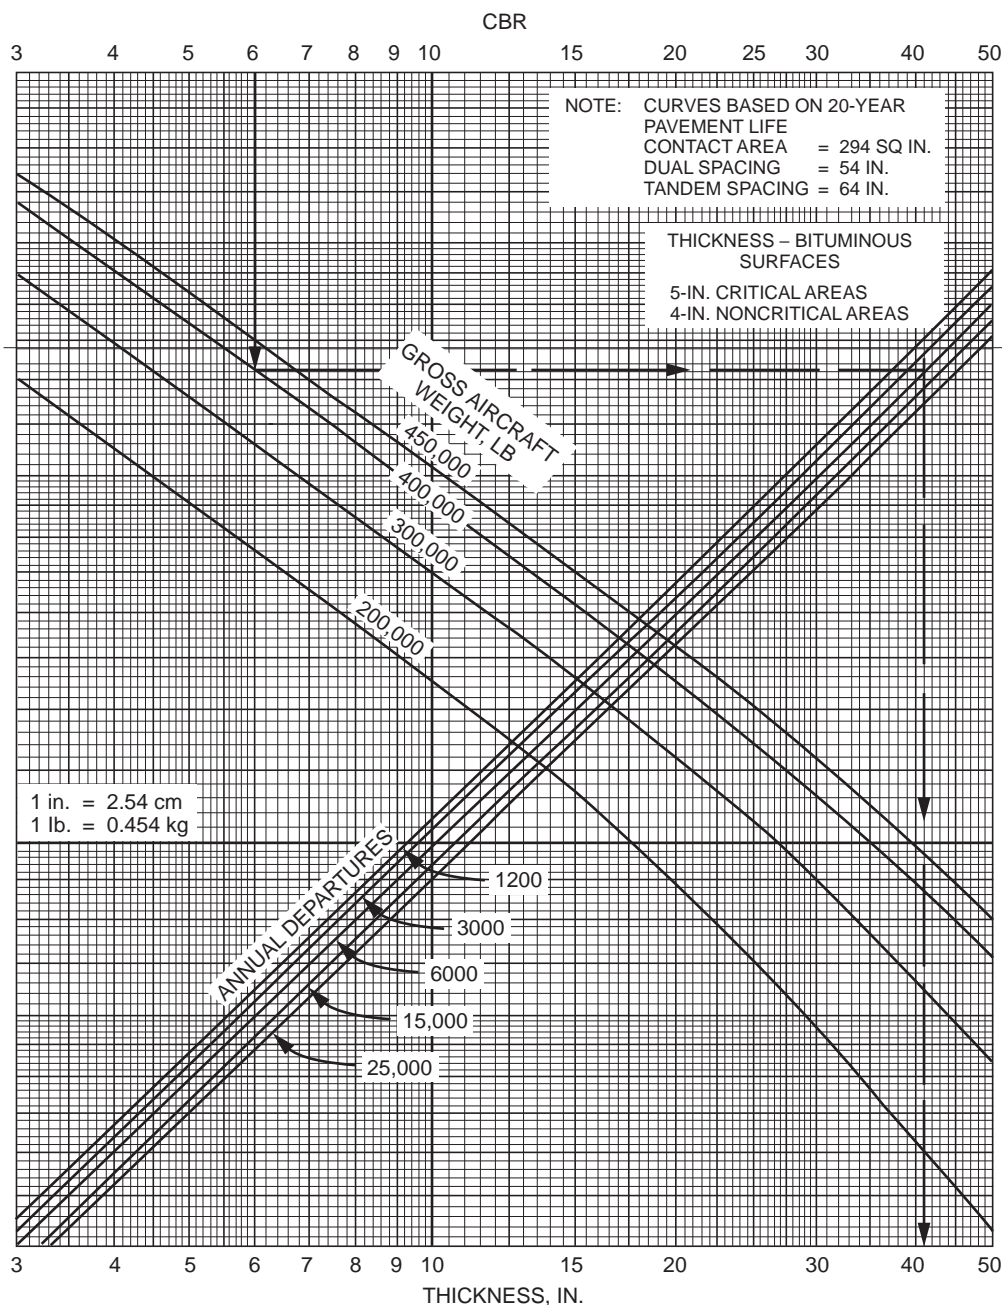 CBR
3 4 5 6 7 8 9 10 15 20 25 30 40 50
NOTE: CURVES BASED ON 20-YEAR
PAVEMENT LIFE
CONTACT AREA = 294 SQ IN.
DUAL SPACING = 54 IN.
TANDEM SPACING = 64 IN.
THICKNESS – BITUMINOUS
SURFACES
5-IN. CRITICAL AREAS
4-IN. NONCRITICAL AREAS
GROSS AIRCRAFT
WEIGHT, LB
450,000
400,000
300,000
200,000
1 in. = 2.54 cm
1 lb. = 0.454 kg
ANNUAL DEPARTURES
1200
3000
6000
15,000
25,000
3 4 5 6 7 8 9 10 15 20 30 40 50
THICKNESS, IN.